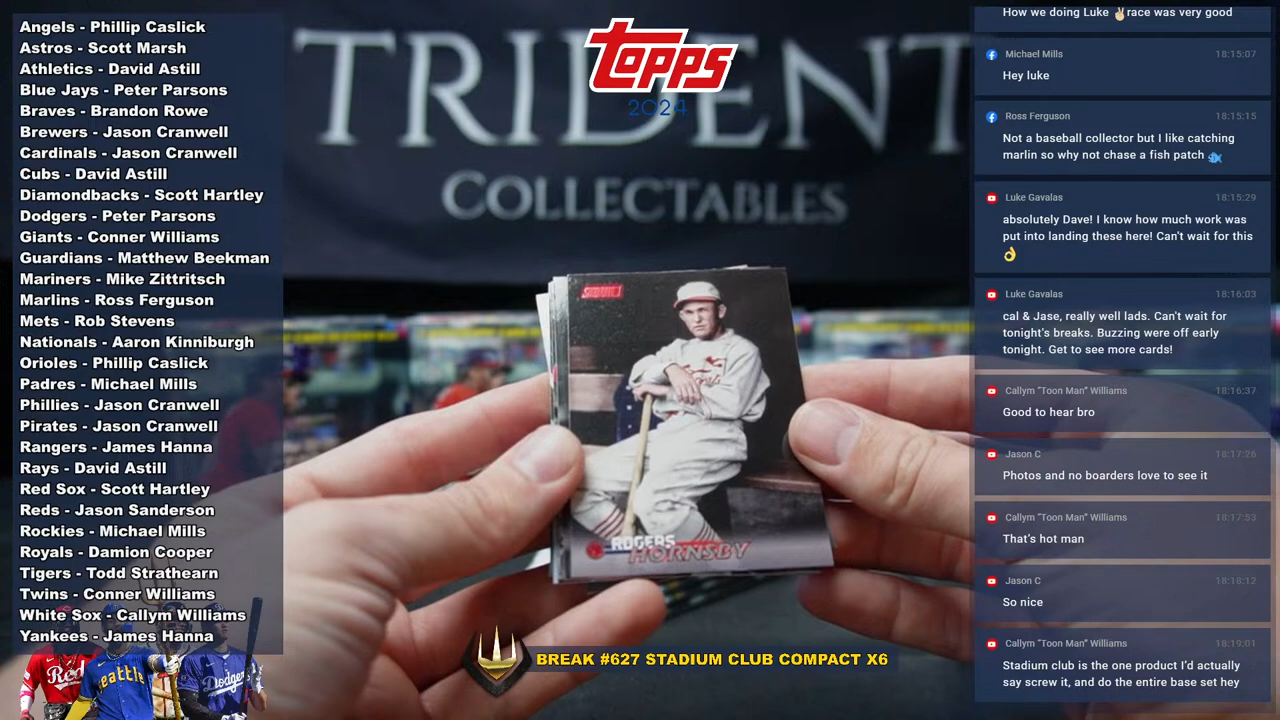 Angels - Phillip Caslick
Astros - Scott Marsh
Athletics - David Astill
Blue Jays - Peter Parsons
Braves - Brandon Rowe
Brewers - Jason Cranwell
Cardinals - Jason Cranwell
Cubs - David Astill
Diamondbacks - Scott Hartley
Dodgers - Peter Parsons
Giants - Conner Williams
Guardians - Matthew Beekman
Mariners - Mike Zittritsch
Marlins - Ross Ferguson
Mets - Rob Stevens
Nationals - Aaron Kinniburgh
Orioles - Phillip Caslick
Padres - Michael Mills
Phillies - Jason Cranwell
Pirates - Jason Cranwell
Rangers - James Hanna
Rays - David Astill
Red Sox - Scott Hartley
Reds - Jason Sanderson
Rockies - Michael Mills
Royals - Damion Cooper
Tigers - Todd Strathearn
Twins - Conner Williams
White Sox - Callym Williams
Yankees - James Hanna
Reds
seattle
Dodgers
topps
2024
TRIDENT
COLLECTABLES
STADIUM
ROGERS
HORNSBY
BREAK #627 STADIUM CLUB COMPACT X6
How we doing Luke ✌🏻race was very good
Michael Mills 18:15:07
Hey luke
Ross Ferguson 18:15:15
Not a baseball collector but I like catching
marlin so why not chase a fish patch 🐟
Luke Gavalas 18:15:29
absolutely Dave! I know how much work was
put into landing these here! Can't wait for this
👌
Luke Gavalas 18:16:03
cal & Jase, really well lads. Can't wait for
tonight's breaks. Buzzing were off early
tonight. Get to see more cards!
Callym "Toon Man" Williams 18:16:37
Good to hear bro
Jason C 18:17:26
Photos and no boarders love to see it
Callym "Toon Man" Williams 18:17:53
That's hot man
Jason C 18:18:12
So nice
Callym "Toon Man" Williams 18:19:01
Stadium club is the one product I'd actually
say screw it, and do the entire base set hey